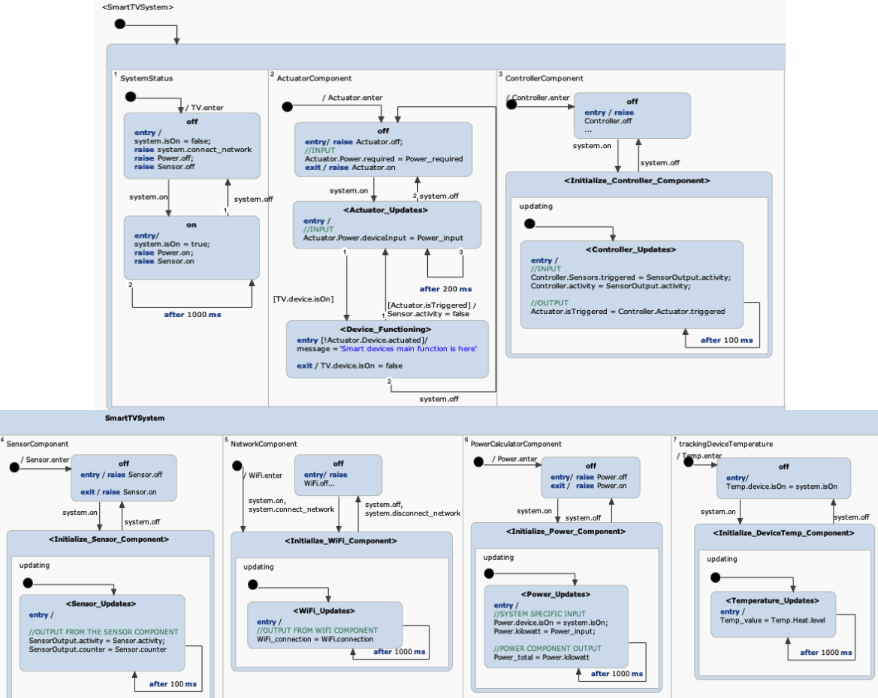 <SmartTVSystem>
1
SystemStatus
/ TV.enter
off
entry /
system.isOn = false;
raise system.connect_network
raise Power.off;
raise Sensor.off
system.on
system.off
1
on
entry/
system.isOn = true;
raise Power.on;
raise Sensor.on
2
after 1000 ms
2
ActuatorComponent
/ Actuator.enter
off
entry/ raise Actuator.off;
//INPUT
Actuator.Power.required = Power_required
exit / raise Actuator.on
system.on
2
system.off
<Actuator_Updates>
entry /
//INPUT
Actuator.Power.deviceInput = Power_input
1
3
after 200 ms
[TV.device.isOn]
[Actuator.isTriggered] /
Sensor.activity = false
1
<Device_Functioning>
entry [!Actuator.Device.actuated]/
message = 'Smart devices main function is here'
exit / TV.device.isOn = false
2
system.off
3
ControllerComponent
/ Controller.enter
off
entry / raise
Controller.off
...
system.on
system.off
<Initialize_Controller_Component>
updating
<Controller_Updates>
entry /
//INPUT
Controller.Sensors.triggered = SensorOutput.activity;
Controller.activity = SensorOutput.activity;
//OUTPUT
Actuator.isTriggered = Controller.Actuator.triggered
after 100 ms
SmartTVSystem
4
SensorComponent
/ Sensor.enter
off
entry / raise Sensor.off
exit / raise Sensor.on
system.on
system.off
<Initialize_Sensor_Component>
updating
<Sensor_Updates>
entry /
//OUTPUT FROM THE SENSOR COMPONENT
SensorOutput.activity = Sensor.activity;
SensorOutput.counter = Sensor.counter
after 100 ms
5
NetworkComponent
/ WiFi.enter
off
entry/ raise
WiFi.off...
system.on,
system.connect_network
system.off,
system.disconnect_network
<Initialize_WiFi_Component>
updating
<WiFi_Updates>
entry /
//OUTPUT FROM WIFI COMPONENT
WiFi_connection = WiFi.connection
after 1000 ms
6
PowerCalculatorComponent
/ Power.enter
off
entry/ raise Power.off
exit / raise Power.on
system.on
system.off
<Initialize_Power_Component>
updating
<Power_Updates>
entry /
//SYSTEM SPECIFIC INPUT
Power.device.isOn = system.isOn;
Power.kilowatt = Power_input;
//POWER COMPONENT OUTPUT
Power_total = Power.kilowatt
after 1000 ms
7
trackingDeviceTemperature
/ Temp.enter
off
entry/
Temp.device.isOn = system.isOn
system.on
system.off
<Initialize_DeviceTemp_Component>
updating
<Temperature_Updates>
entry /
Temp_value = Temp.Heat.level
after 1000 ms